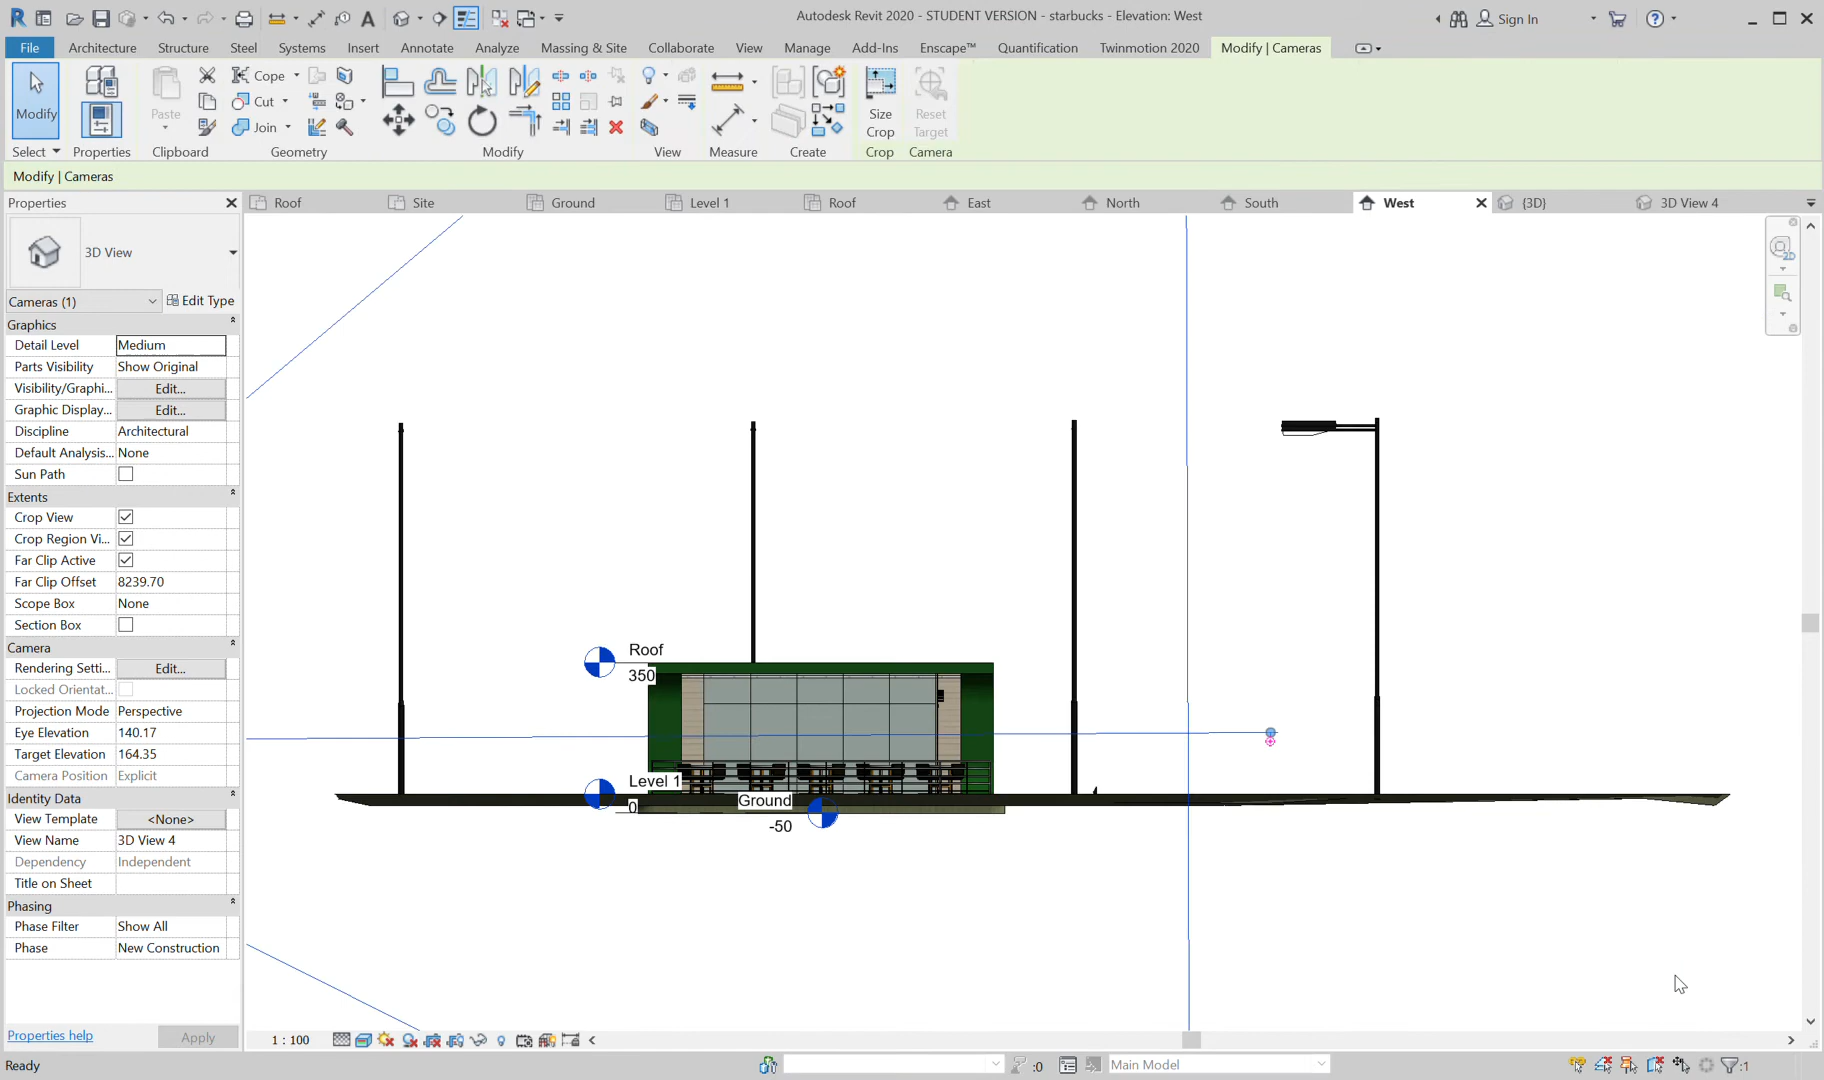 Autodesk Revit 2020 - STUDENT VERSION - starbucks - Elevation: West
Sign In
File
Architecture
Structure
Steel
Systems
Insert
Annotate
Analyze
Massing & Site
Collaborate
View
Manage
Add-Ins
Enscape™
Quantification
Twinmotion 2020
Modify | Cameras
Modify
Paste
Cope
Cut
Join
Size Crop
Reset Target
Select
Properties
Clipboard
Geometry
Modify
View
Measure
Create
Crop
Camera
Modify | Cameras
Properties
Roof
Site
Ground
Level 1
Roof
East
North
South
West
{3D}
3D View 4
3D View
Cameras (1)
Edit Type
Graphics
Detail Level Medium
Parts Visibility Show Original
Visibility/Graphi... Edit...
Graphic Display... Edit...
Discipline Architectural
Default Analysis... None
Sun Path
Extents
Crop View
Crop Region Vi...
Far Clip Active
Far Clip Offset 8239.70
Scope Box None
Section Box
Camera
Rendering Setti... Edit...
Locked Orientat...
Projection Mode Perspective
Eye Elevation 140.17
Target Elevation 164.35
Camera Position Explicit
Identity Data
View Template <None>
View Name 3D View 4
Dependency Independent
Title on Sheet
Phasing
Phase Filter Show All
Phase New Construction
Properties help
Apply
2D
Roof
350
Level 1
0
Ground
-50
1 : 100
Ready
:0
Main Model
:1